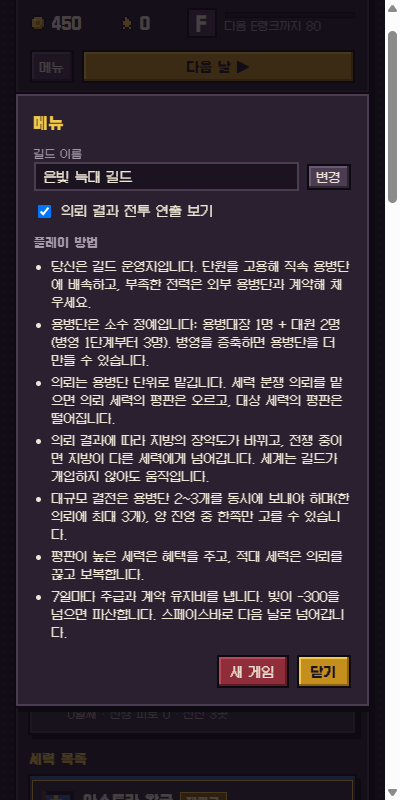 450 0 F 다음 E랭크까지 80
메뉴 다음 날 ▶
메뉴
길드 이름
은빛 늑대 길드 변경
의뢰 결과 전투 연출 보기
플레이 방법
• 당신은 길드 운영자입니다. 단원을 고용해 직속 용병단
에 배속하고, 부족한 전력은 외부 용병단과 계약해 채
우세요.
• 용병단은 소수 정예입니다: 용병대장 1명 + 대원 2명
(병영 1단계부터 3명). 병영을 증축하면 용병단을 더
만들 수 있습니다.
• 의뢰는 용병단 단위로 맡깁니다. 세력 분쟁 의뢰를 맡
으면 의뢰 세력의 평판은 오르고, 대상 세력의 평판은
떨어집니다.
• 의뢰 결과에 따라 지방의 장악도가 바뀌고, 전쟁 중이
면 지방이 다른 세력에게 넘어갑니다. 세계는 길드가
개입하지 않아도 움직입니다.
• 대규모 결전은 용병단 2~3개를 동시에 보내야 하며(한
의뢰에 최대 3개), 양 진영 중 한쪽만 고를 수 있습니
다.
• 평판이 높은 세력은 혜택을 주고, 적대 세력은 의뢰를
끊고 보복합니다.
• 7일마다 주급과 계약 유지비를 냅니다. 빚이 -300을
넘으면 파산합니다. 스페이스바로 다음 날로 넘어갑니
다.
새 게임 닫기
세력 목록